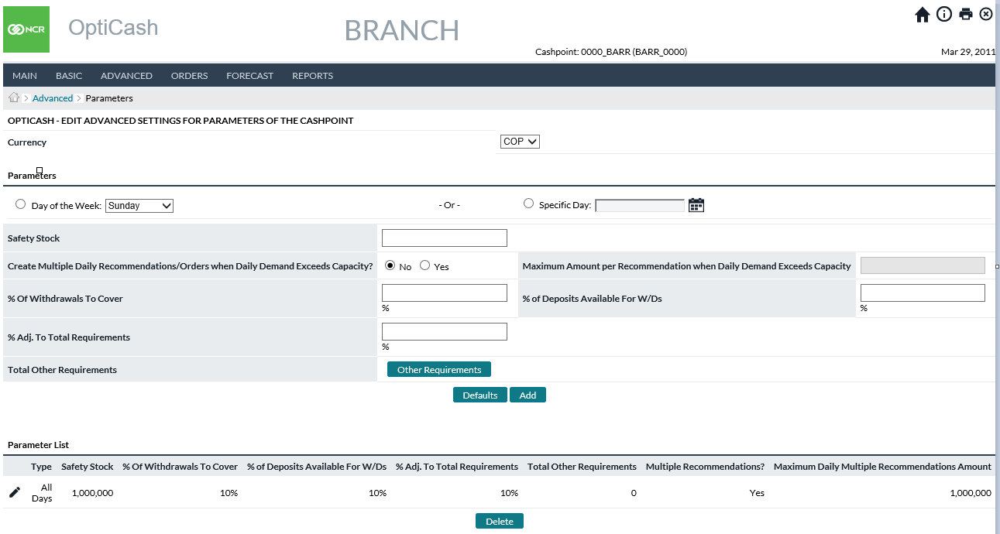 NCR OptiCash BRANCH
Cashpoint: 0000_BARR (BARR_0000) Mar 29, 2011
MAIN BASIC ADVANCED ORDERS FORECAST REPORTS
> Advanced > Parameters
OPTICASH - EDIT ADVANCED SETTINGS FOR PARAMETERS OF THE CASHPOINT
Currency COP
Parameters
Day of the Week: Sunday - Or - Specific Day:
Safety Stock
Create Multiple Daily Recommendations/Orders when Daily Demand Exceeds Capacity? No Yes Maximum Amount per Recommendation when Daily Demand Exceeds Capacity
% Of Withdrawals To Cover % % of Deposits Available For W/Ds %
% Adj. To Total Requirements %
Total Other Requirements Other Requirements
Defaults Add
Parameter List
Type Safety Stock % Of Withdrawals To Cover % of Deposits Available For W/Ds % Adj. To Total Requirements Total Other Requirements Multiple Recommendations? Maximum Daily Multiple Recommendations Amount
All Days 1,000,000 10% 10% 10% 0 Yes 1,000,000
Delete